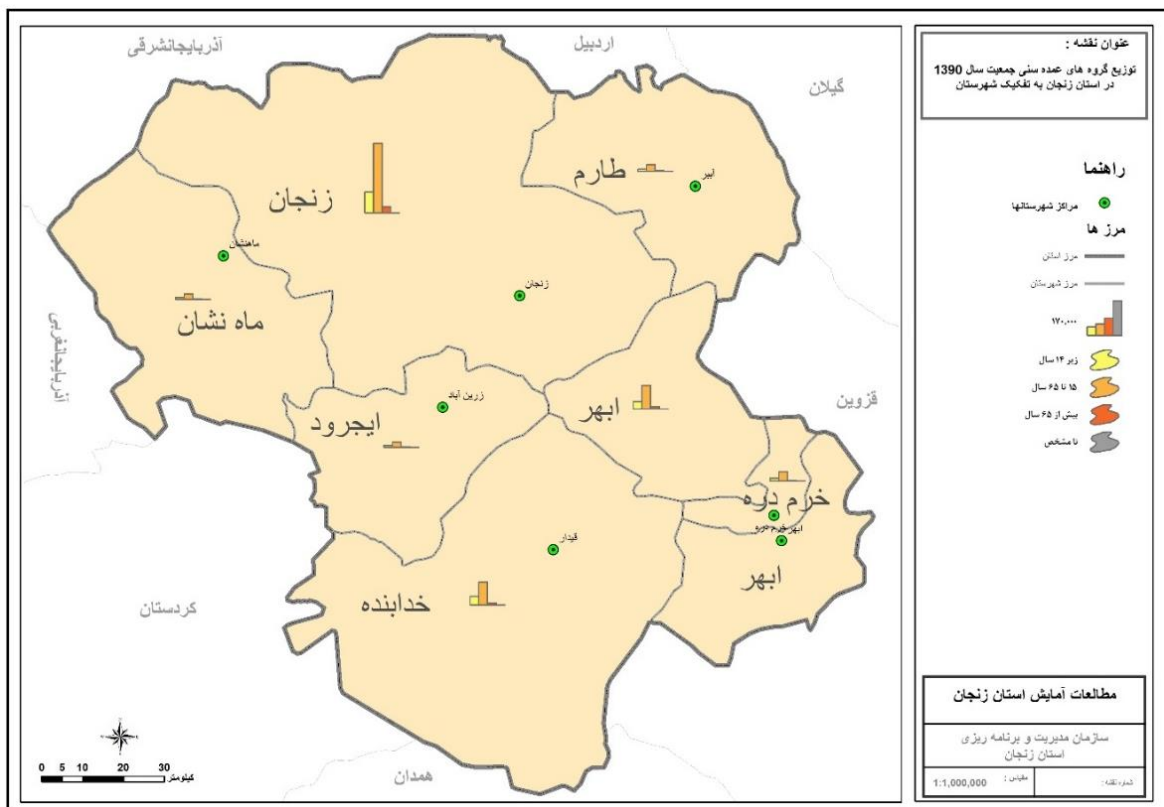 عنوان نقشه :
توزیع گروه های عمده سنی جمعیت سال 1390
در استان زنجان به تفکیک شهرستان
راهنما
مراکز شهرستانها
مرز ها
مرز استان
مرز شهرستان
۱۷۰,۰۰۰
زیر ۱۴ سال
۱۵ تا ۶۵ سال
بیش از ۶۵ سال
نا مشخص
مطالعات آمایش استان زنجان
سازمان مدیریت و برنامه ریزی
استان زنجان
شماره نقشه :
مقیاس :
1:1,000,000
آذربایجانشرقی
اردبیل
گیلان
طارم
آببر
زنجان
ماهنشان
زنجان
ماه نشان
آذربایجانغربی
قزوین
ابهر
زرین آباد
ایجرود
خرم دره
ابهر
خرم دره
قیدار
ابهر
خدابنده
کردستان
همدان
0 5 10 20 30
کیلومتر